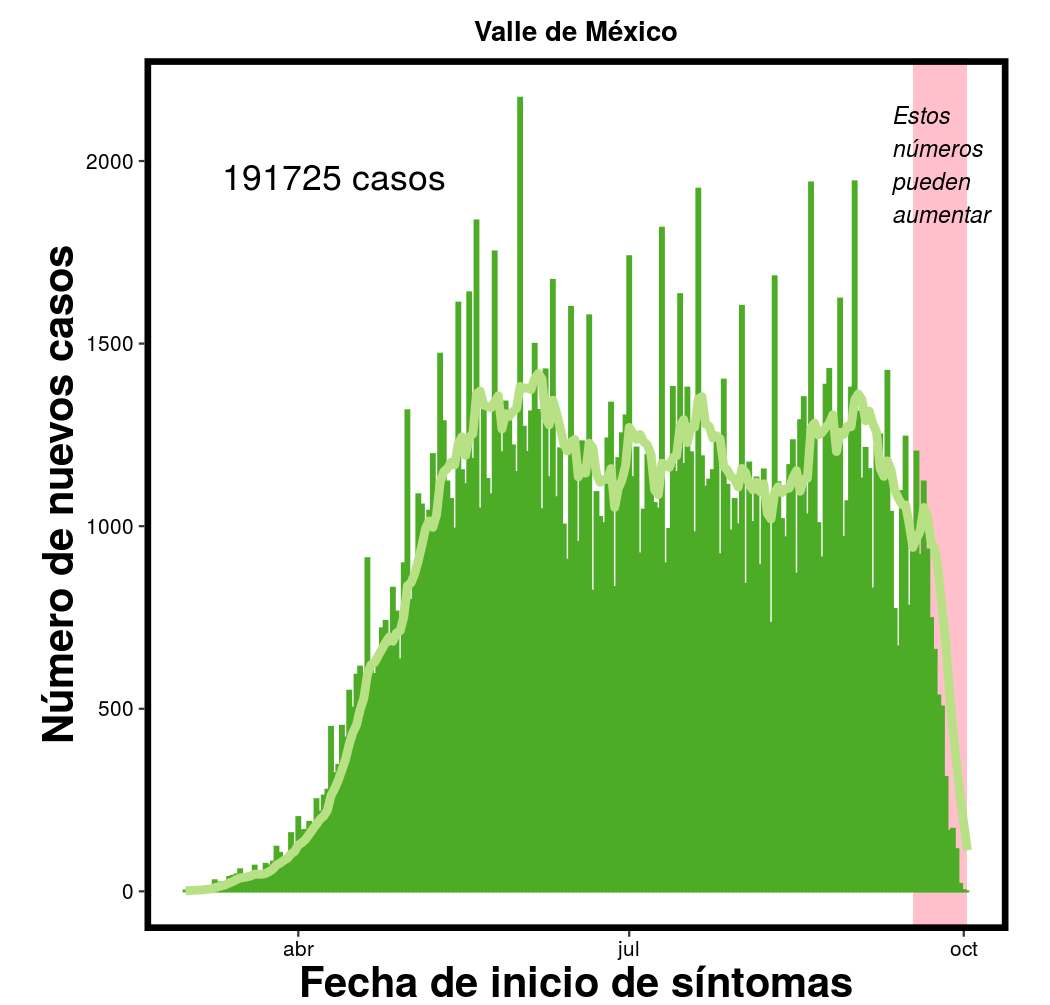 Valle de México
Estos
números
pueden
aumentar
191725 casos
Número de nuevos casos
2000
1500
1000
500
0
abr
jul
oct
Fecha de inicio de síntomas